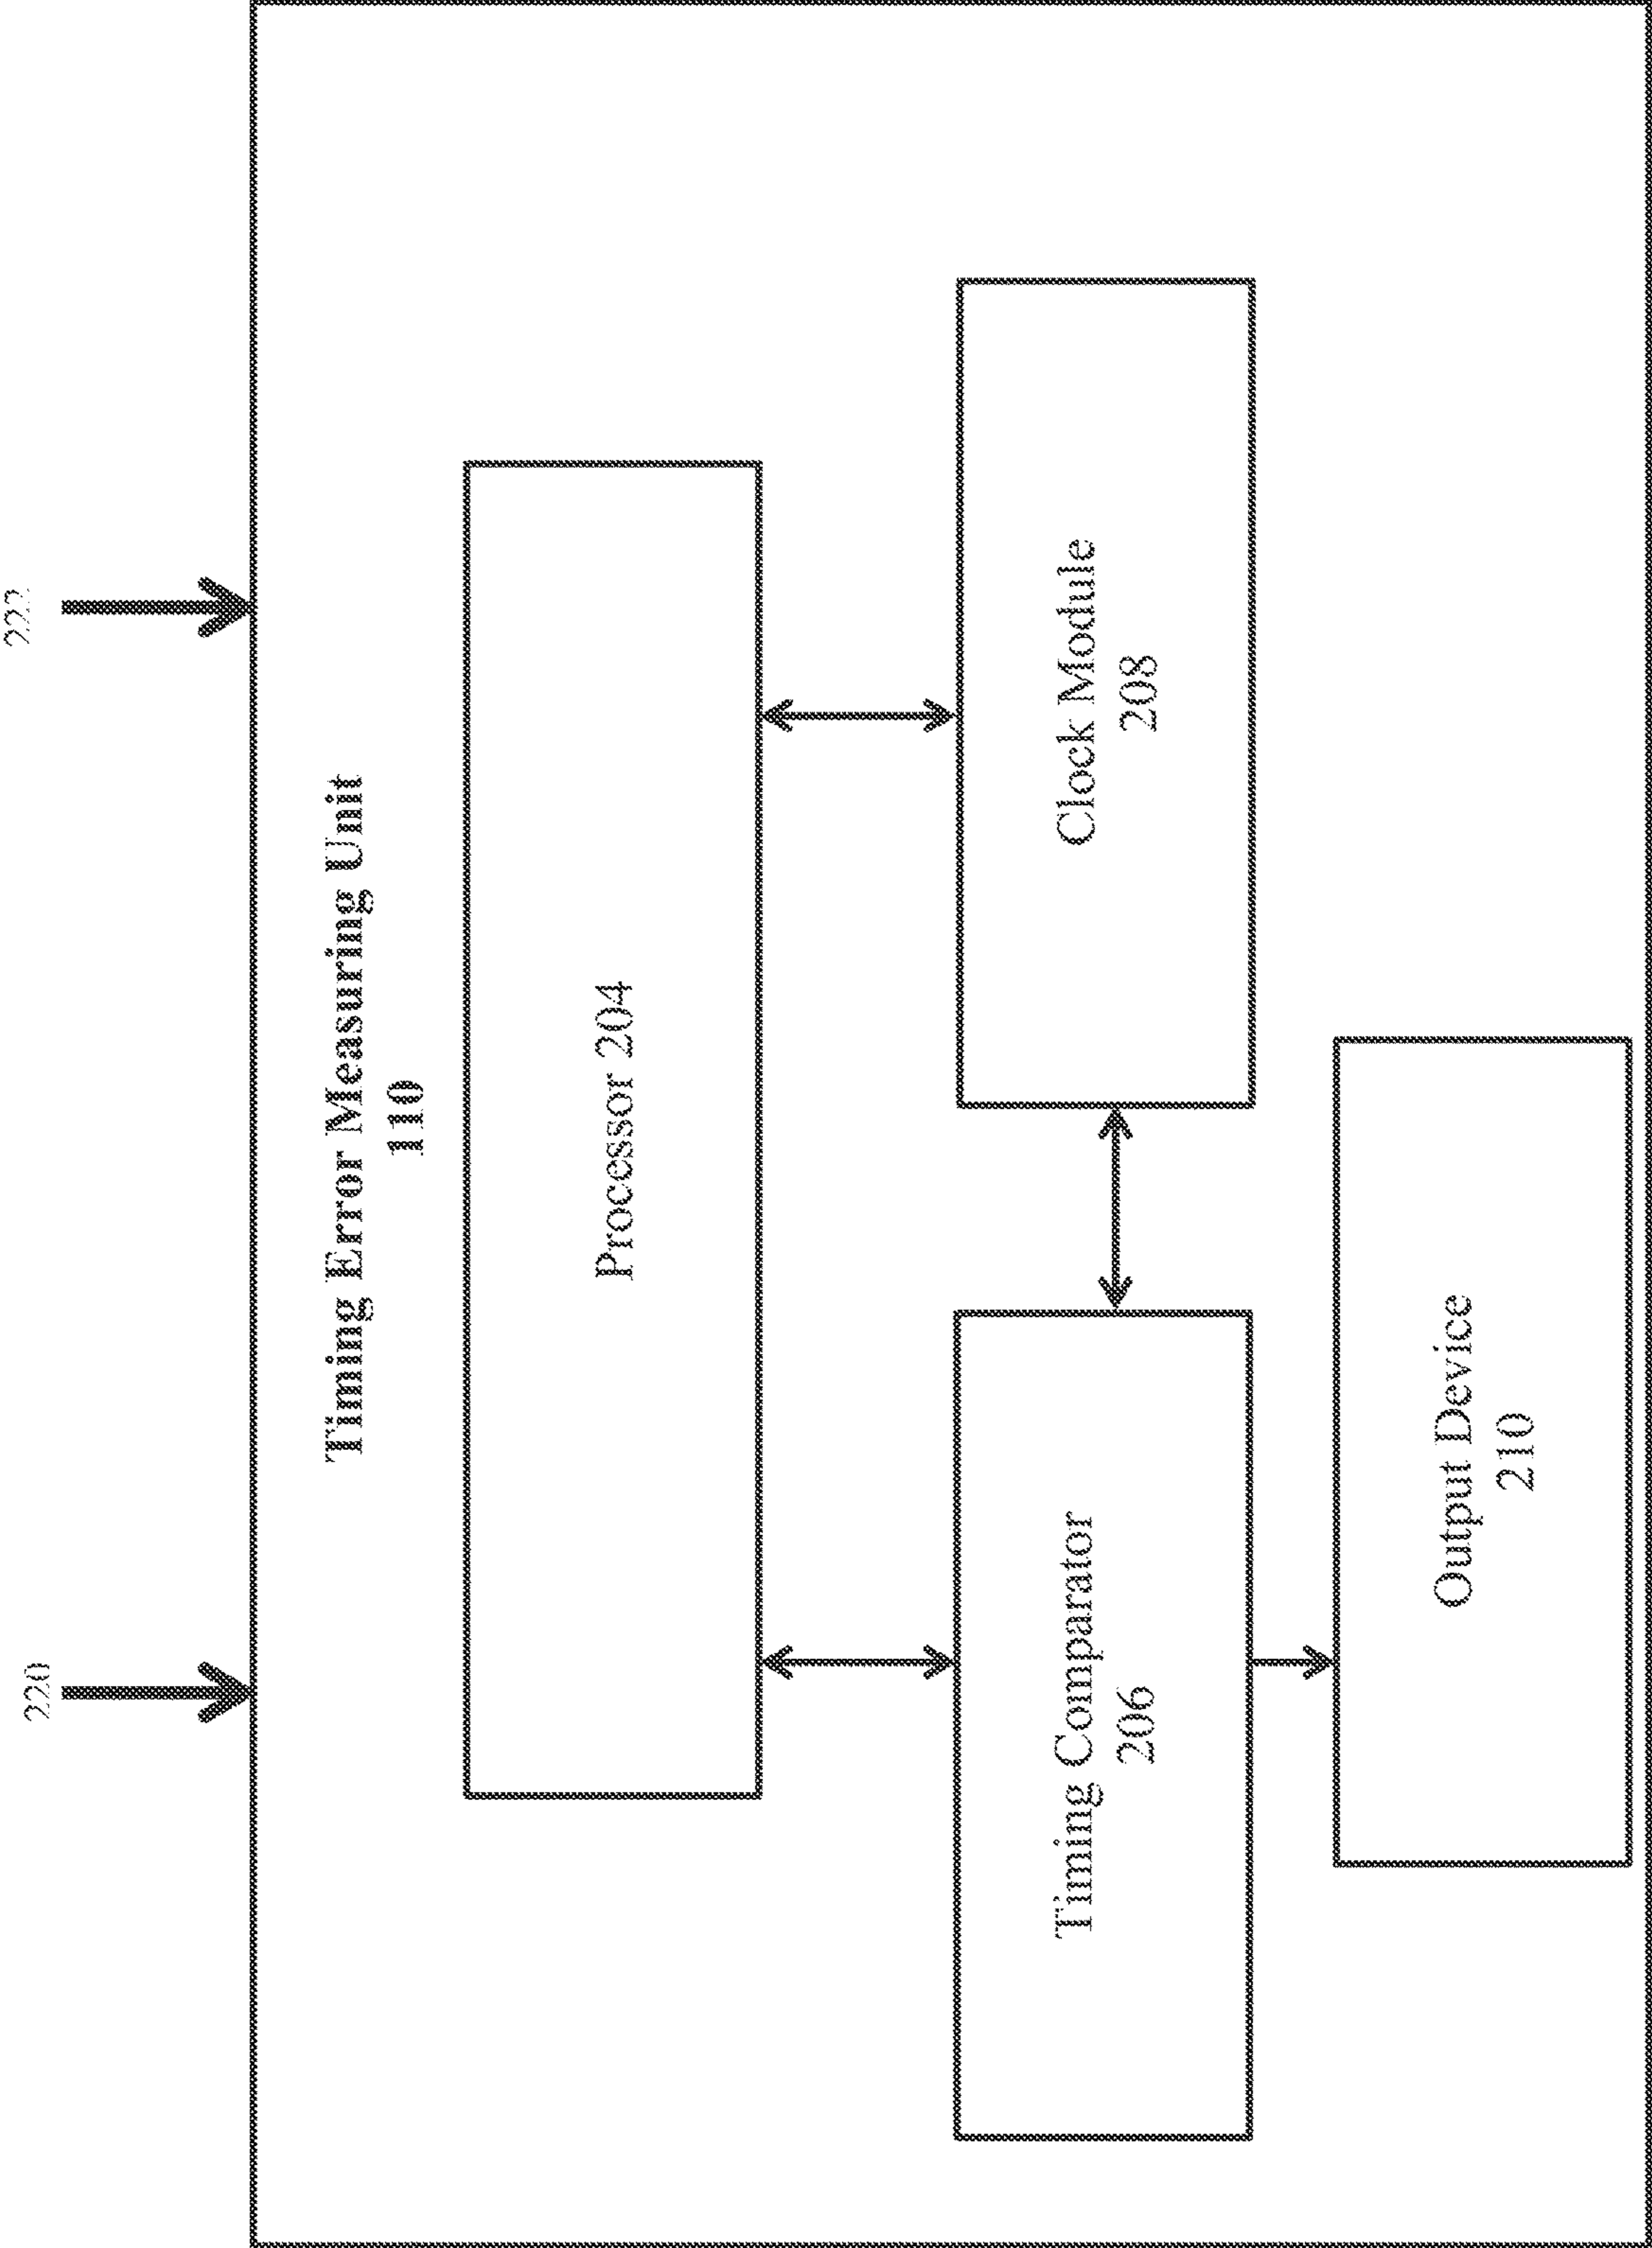 220
222
Timing Error Measuring Unit
110
Processor 204
Timing Comparator
206
Clock Module
208
Output Device
210